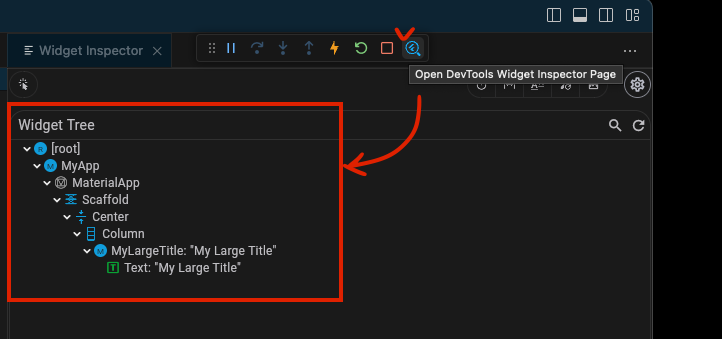 Widget Inspector
Open DevTools Widget Inspector Page
Widget Tree
[root]
MyApp
MaterialApp
Scaffold
Center
Column
MyLargeTitle: "My Large Title"
Text: "My Large Title"